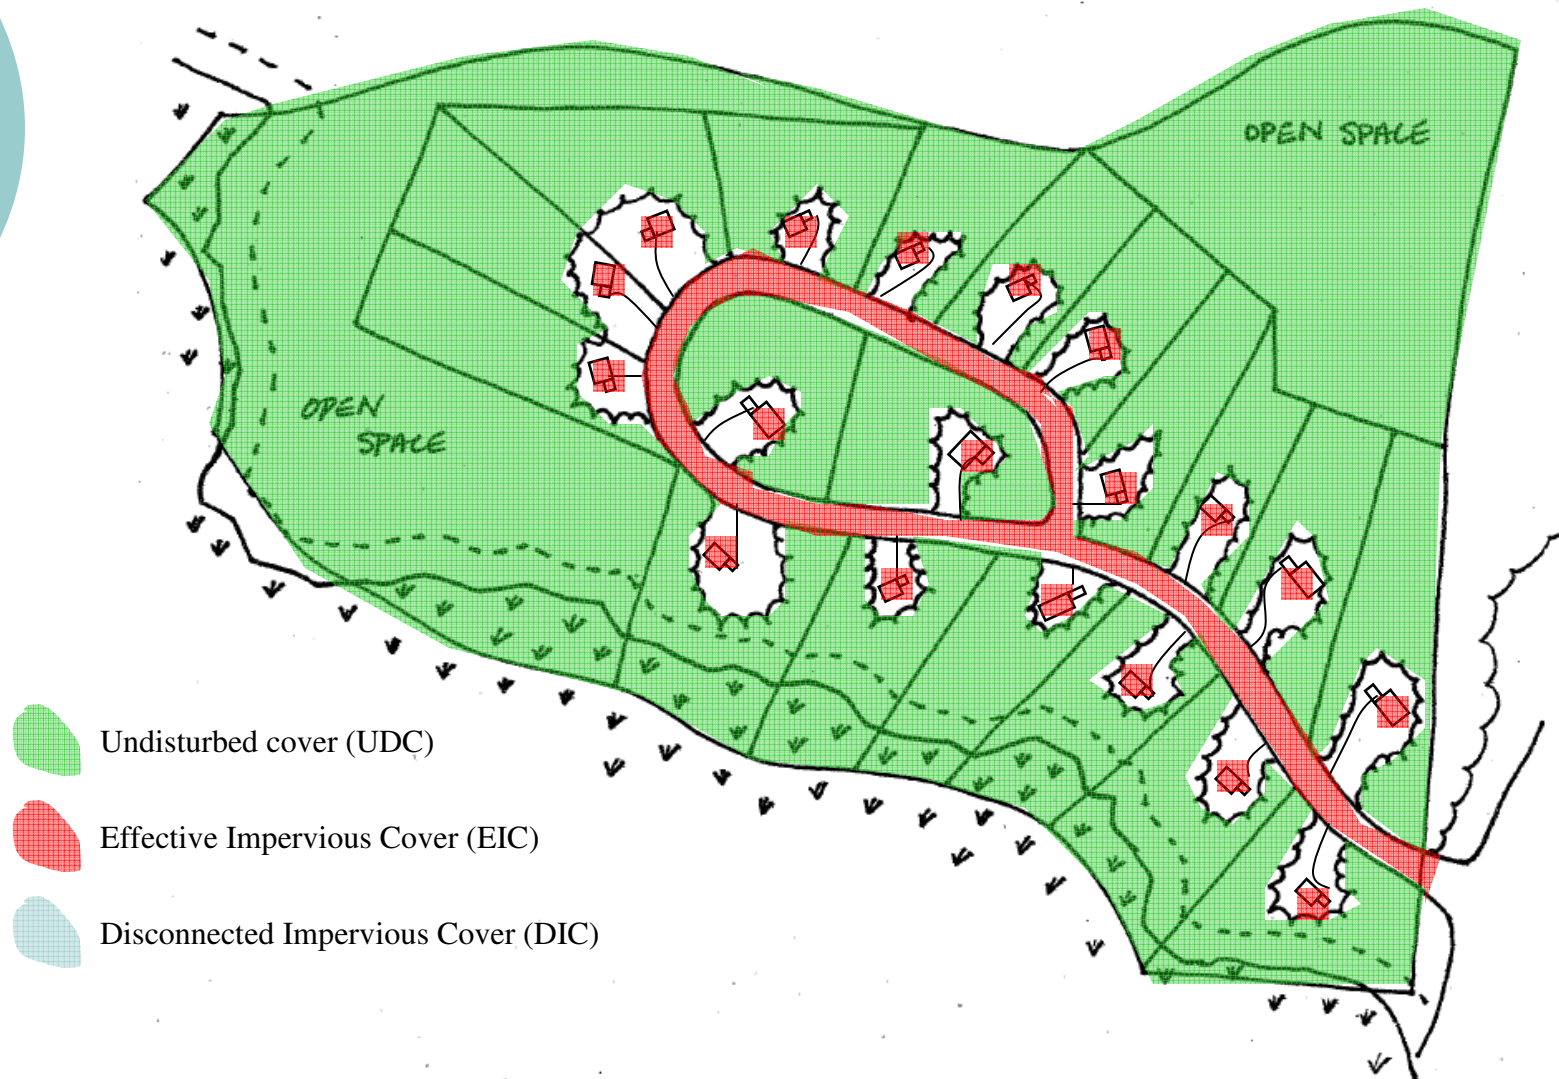 OPEN SPACE
OPEN
SPACE
Undisturbed cover (UDC)
Effective Impervious Cover (EIC)
Disconnected Impervious Cover (DIC)